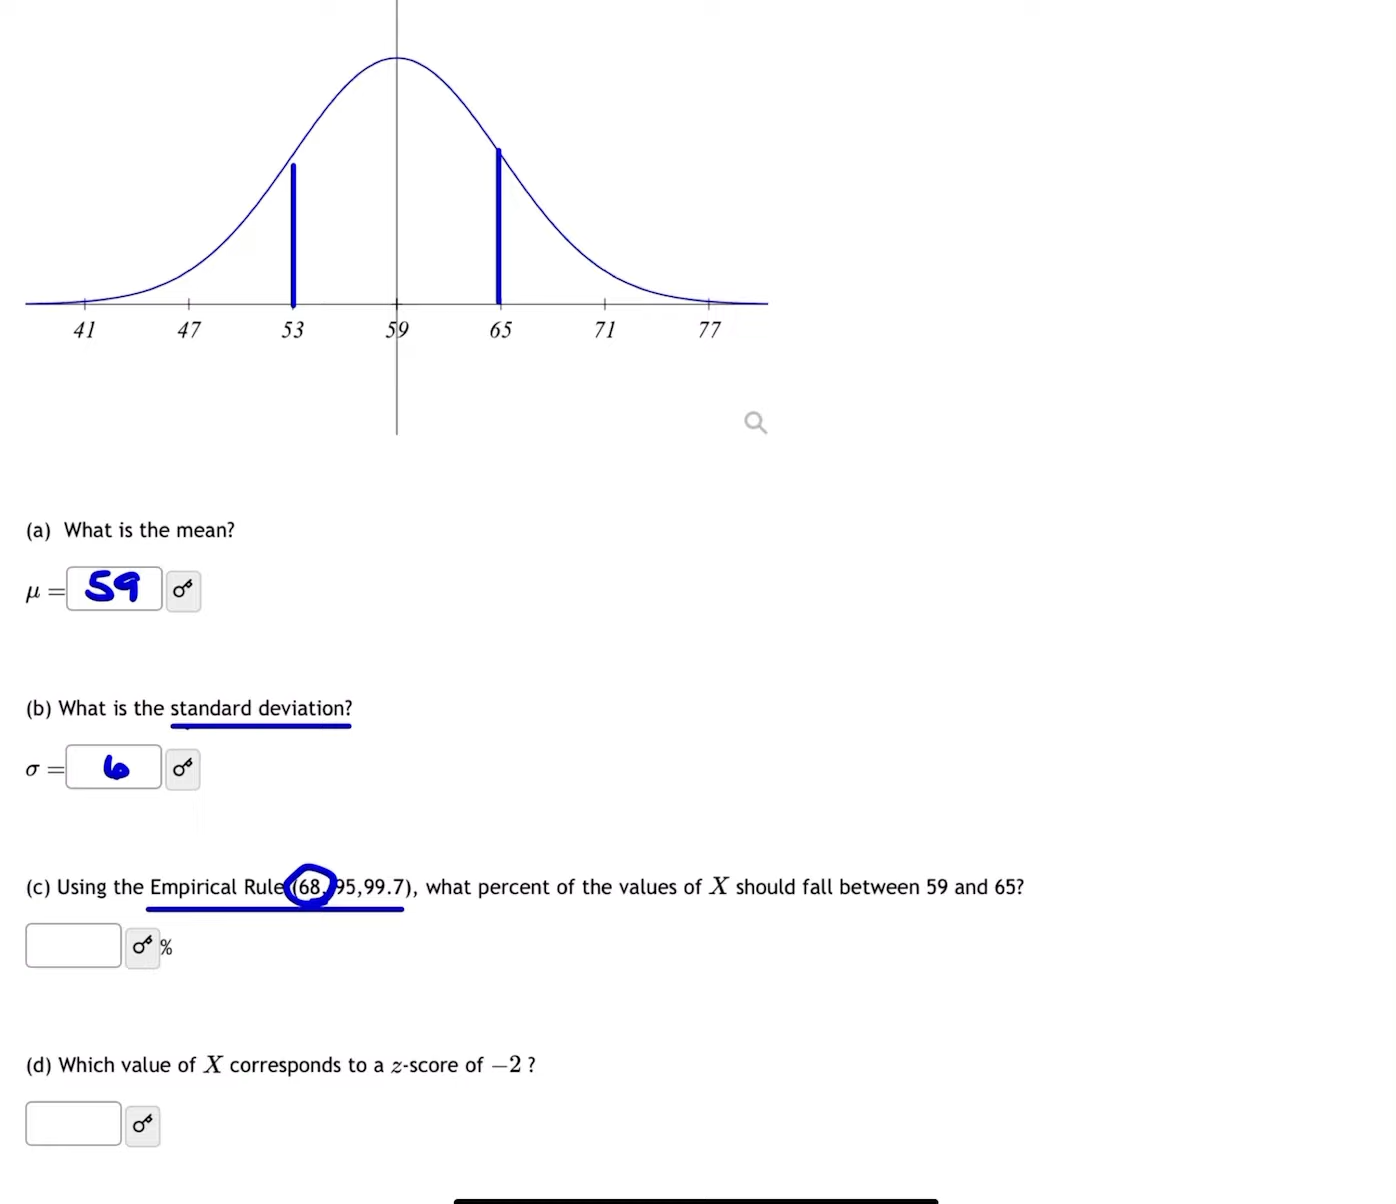 41 47 53 59 65 71 77
(a) What is the mean?
μ = 59
(b) What is the standard deviation?
σ = 6
(c) Using the Empirical Rule (68, 95,99.7), what percent of the values of X should fall between 59 and 65?
%
(d) Which value of X corresponds to a z-score of −2 ?